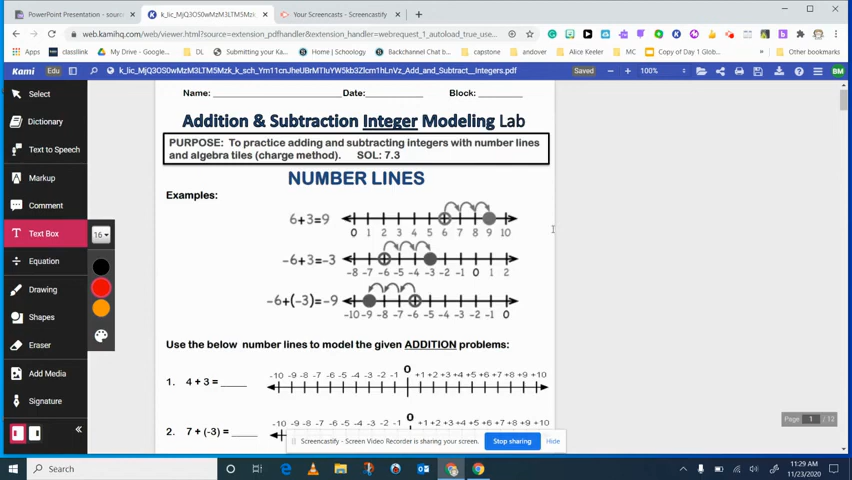 PowerPoint Presentation - sourc
k_lic_MjQ3OsMwMzM3LTM5Mzk
Your Screencasts - Screencastify
web.kamihq.com/web/viewer.html?source=extension_pdfhandler&extension_handler=webrequest_1_autoload_true_use...
Apps classlink My Drive - Google... DL Submitting your Ka... Home | Schoology Backchannel Chat b... capstone andover Alice Keeler Copy of Day 1 Glob... Other bookmarks
Kami Edu
Add_and_Subtract__Integers.pdf
Saved
100%
BM
Select
Dictionary
Text to Speech
Markup
Comment
Text Box
Equation
Drawing
Shapes
Eraser
Add Media
Signature
16
Name: ____________ Date: ____________ Block: ________
Addition & Subtraction Integer Modeling Lab
PURPOSE: To practice adding and subtracting integers with number lines
and algebra tiles (charge method). SOL: 7.3
NUMBER LINES
Examples:
6+3=9
0 1 2 3 4 5 6 7 8 9 10
-6+3=-3
-8 -7 -6 -5 -4 -3 -2 -1 0 1 2
-6+(-3)=-9
-10 -9 -8 -7 -6 -5 -4 -3 -2 -1 0
Use the below number lines to model the given ADDITION problems:
0
-10 -9 -8 -7 -6 -5 -4 -3 -2 -1 +1 +2 +3 +4 +5 +6 +7 +8 +9 +10
1. 4 + 3 = ____
0
-10 -9 -8 -7 -6 -5 -4 -3 -2 -1 +1 +2 +3 +4 +5 +6 +7 +8 +9 +10
2. 7 + (-3) = ____
Page 1 / 12
Screencastify - Screen Video Recorder is sharing your screen. Stop sharing Hide
Search
11:29 AM
11/23/2020